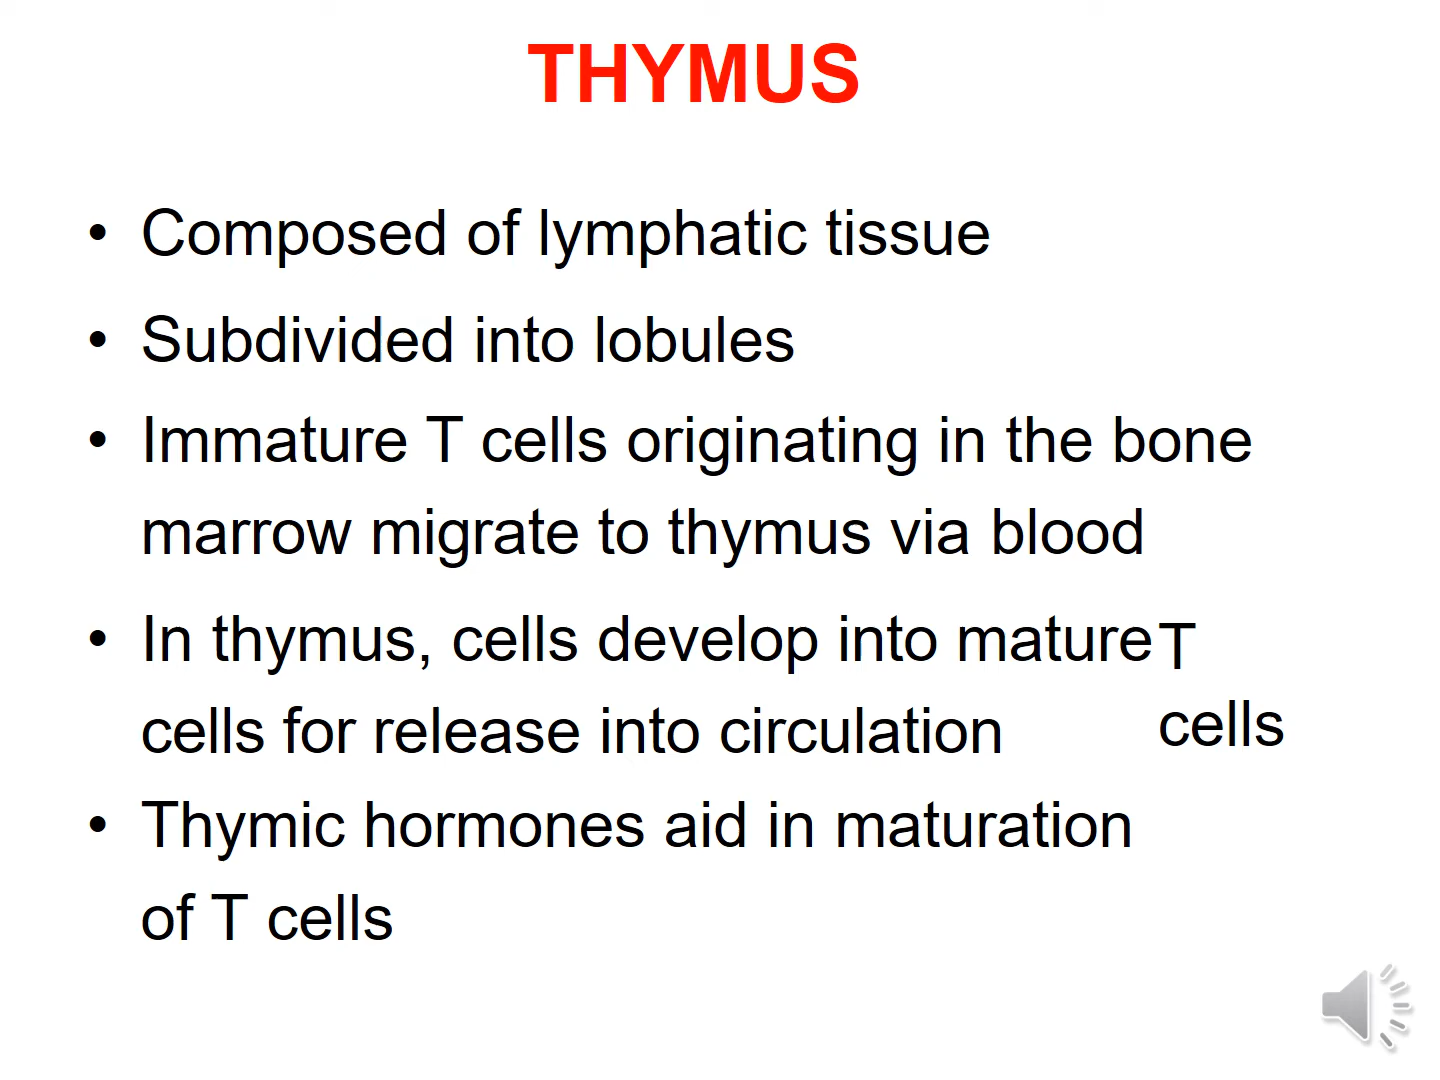 THYMUS
• Composed of lymphatic tissue
• Subdivided into lobules
• Immature T cells originating in the bone
marrow migrate to thymus via blood
• In thymus, cells develop into mature T
cells for release into circulation cells
• Thymic hormones aid in maturation
of T cells